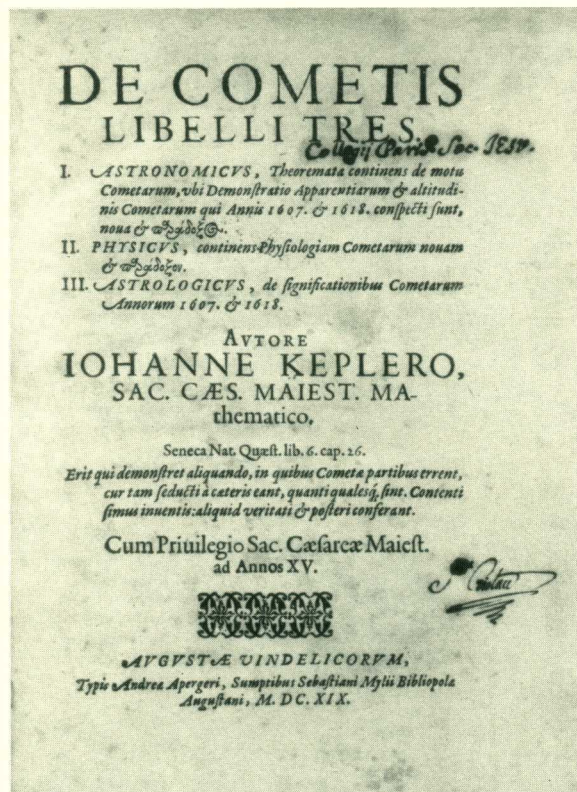 DE COMETIS
LIBELLI TRES.
Collegij Paris. Soc. JESV.
I. ASTRONOMICVS, Theoremata continens de motu
Cometarum, vbi Demonſtratio Apparentiarum & altitudi-
nis Cometarum qui Annis 1607. & 1618. conſpecti ſunt,
noua &
II. PHYSICVS, continens Phyſiologiam Cometarum nouam
&
III. ASTROLOGICVS, de ſignificationibus Cometarum
Annorum 1607. & 1618.
AVTORE
IOHANNE KEPLERO,
SAC. CÆS. MAIEST. MA-
thematico,
Seneca Nat. Quæſt. lib. 6. cap. 26.
Erit qui demonſtret aliquando, in quibus Cometæ partibus errent,
cur tam ſeducti à cæteris eant, quanti qualesq́; ſint. Contenti
ſimus inuentis: aliquid veritati & poſteri conferant.
Cum Priuilegio Sac. Cæſareæ Maieſt.
ad Annos XV.
AVGVSTÆ VINDELICORVM,
Typis Andreæ Apergeri, Sumptibus Sebaſtiani Mylii Bibliopolæ
Auguſtani, M. DC. XIX.